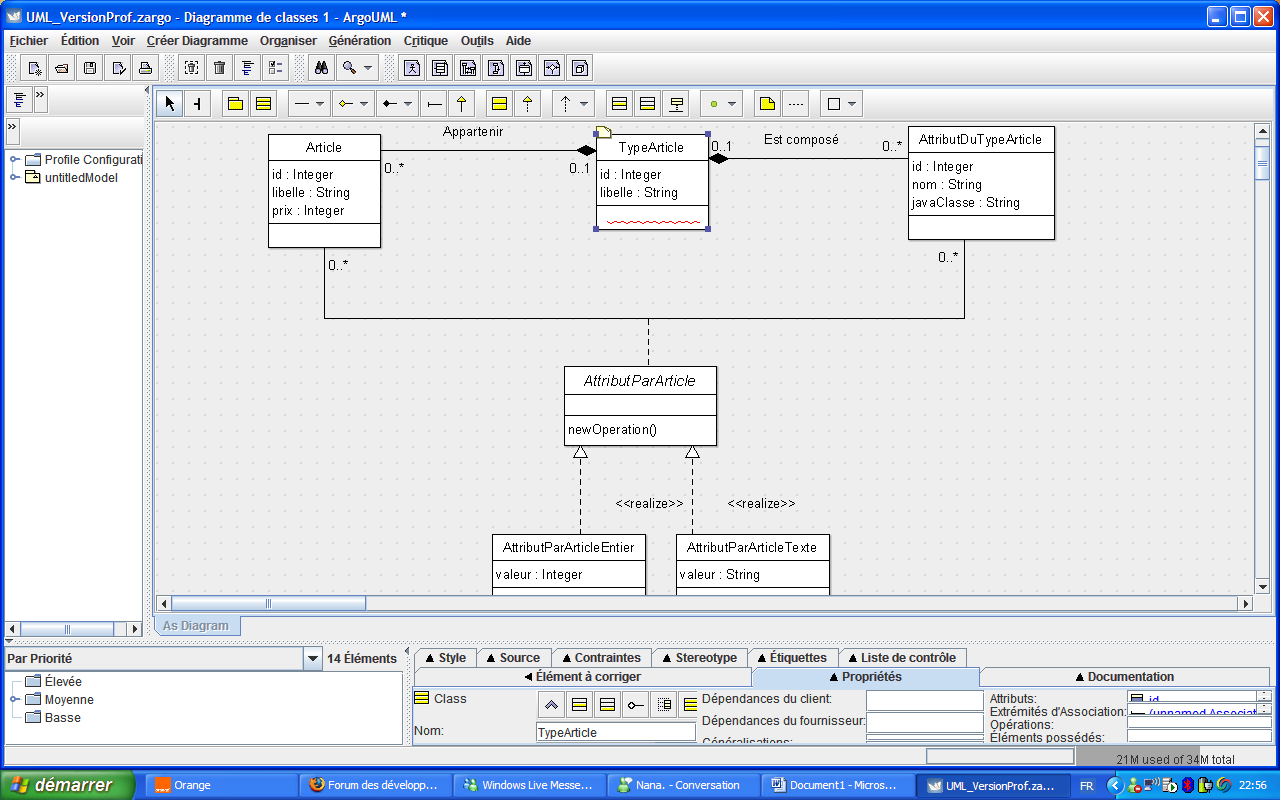 UML_VersionProf.zargo - Diagramme de classes 1 - ArgoUML *
Fichier Édition Voir Créer Diagramme Organiser Génération Critique Outils Aide
»
»
Profile Configurati
untitledModel
Article
id : Integer
libelle : String
prix : Integer
Appartenir
0..*
0..1
TypeArticle
id : Integer
libelle : String
0..1
Est composé
0..*
AttributDuTypeArticle
id : Integer
nom : String
javaClasse : String
0..*
0..*
AttributParArticle
newOperation()
<<realize>>
<<realize>>
AttributParArticleEntier
valeur : Integer
AttributParArticleTexte
valeur : String
As Diagram
Par Priorité
14 Éléments
Élevée
Moyenne
Basse
Style Source Contraintes Stereotype Étiquettes Liste de contrôle
Élément à corriger Propriétés Documentation
Class
Nom:
TypeArticle
Dépendances du client:
Dépendances du fournisseur:
Généralisations:
Attributs:
id
Extrémités d'Association:
(unnamed Associat
Opérations:
Éléments possédés:
21M used of 34M total
démarrer
Orange
Forum des développ...
Windows Live Messe...
Nana. - Conversation
Document1 - Micros...
UML_VersionProf.za...
FR
22:56